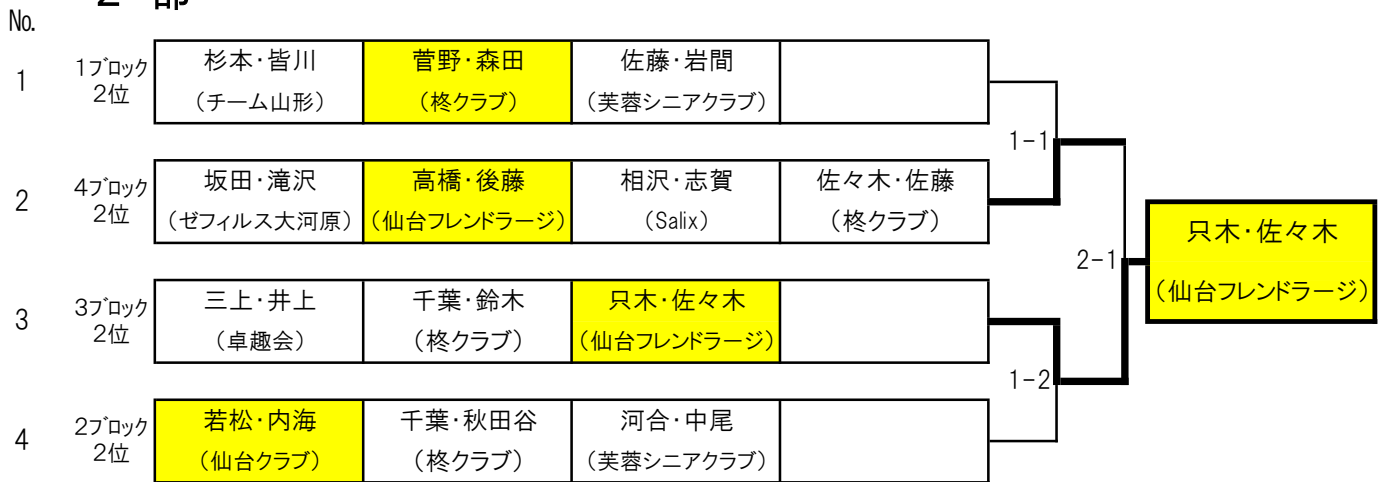 ２ 部
No.
1
1ブロック
2位
杉本・皆川
(チーム山形)
菅野・森田
(柊クラブ)
佐藤・岩間
(芙蓉シニアクラブ)
1-1
2
4ブロック
2位
坂田・滝沢
(ゼフィルス大河原)
高橋・後藤
(仙台フレンドラージ)
相沢・志賀
(Salix)
佐々木・佐藤
(柊クラブ)
2-1
只木・佐々木
(仙台フレンドラージ)
3
3ブロック
2位
三上・井上
(卓趣会)
千葉・鈴木
(柊クラブ)
只木・佐々木
(仙台フレンドラージ)
1-2
4
2ブロック
2位
若松・内海
(仙台クラブ)
千葉・秋田谷
(柊クラブ)
河合・中尾
(芙蓉シニアクラブ)